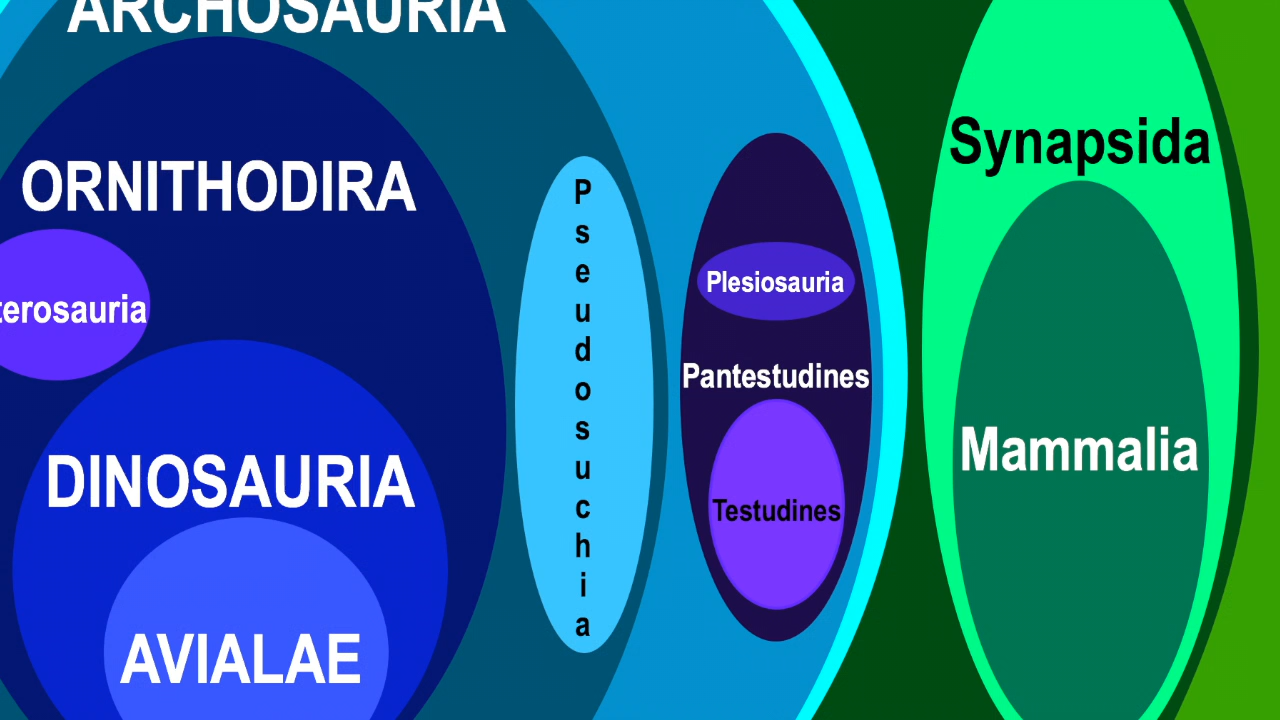 ARCHOSAURIA
Synapsida
ORNITHODIRA
Pseudosuchia
Plesiosauria
terosauria
Pantestudines
Mammalia
DINOSAURIA
Testudines
AVIALAE